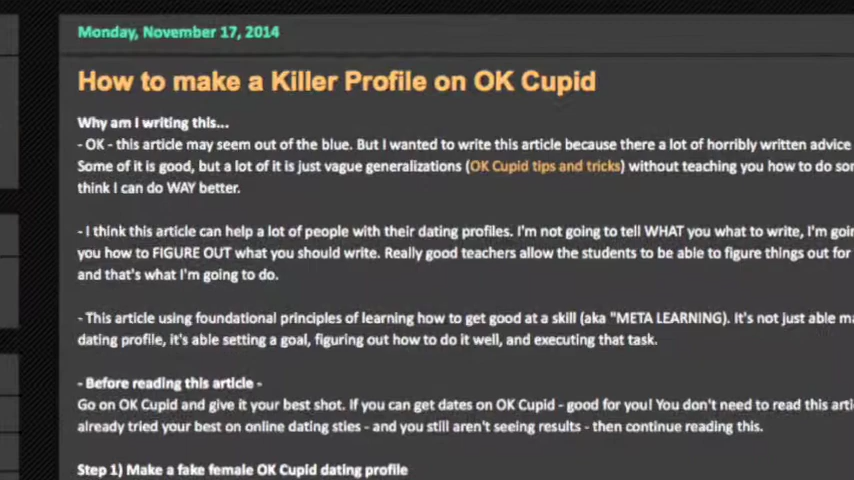 Monday, November 17, 2014
How to make a Killer Profile on OK Cupid
Why am I writing this...
- OK - this article may seem out of the blue. But I wanted to write this article because there a lot of horribly written advice
Some of it is good, but a lot of it is just vague generalizations (OK Cupid tips and tricks) without teaching you how to do
think I can do WAY better.
- I think this article can help a lot of people with their dating profiles. I'm not going to tell WHAT you what to write, I'm
you how to FIGURE OUT what you should write. Really good teachers allow the students to be able to figure things out for
and that's what I'm going to do.
- This article using foundational principles of learning how to get good at a skill (aka "META LEARNING). It's not just able
dating profile, it's able setting a goal, figuring out how to do it well, and executing that task.
- Before reading this article -
Go on OK Cupid and give it your best shot. If you can get dates on OK Cupid - good for you! You don't need to read this
already tried your best on online dating sties - and you still aren't seeing results - then continue reading this.
Step 1) Make a fake female OK Cupid dating profile